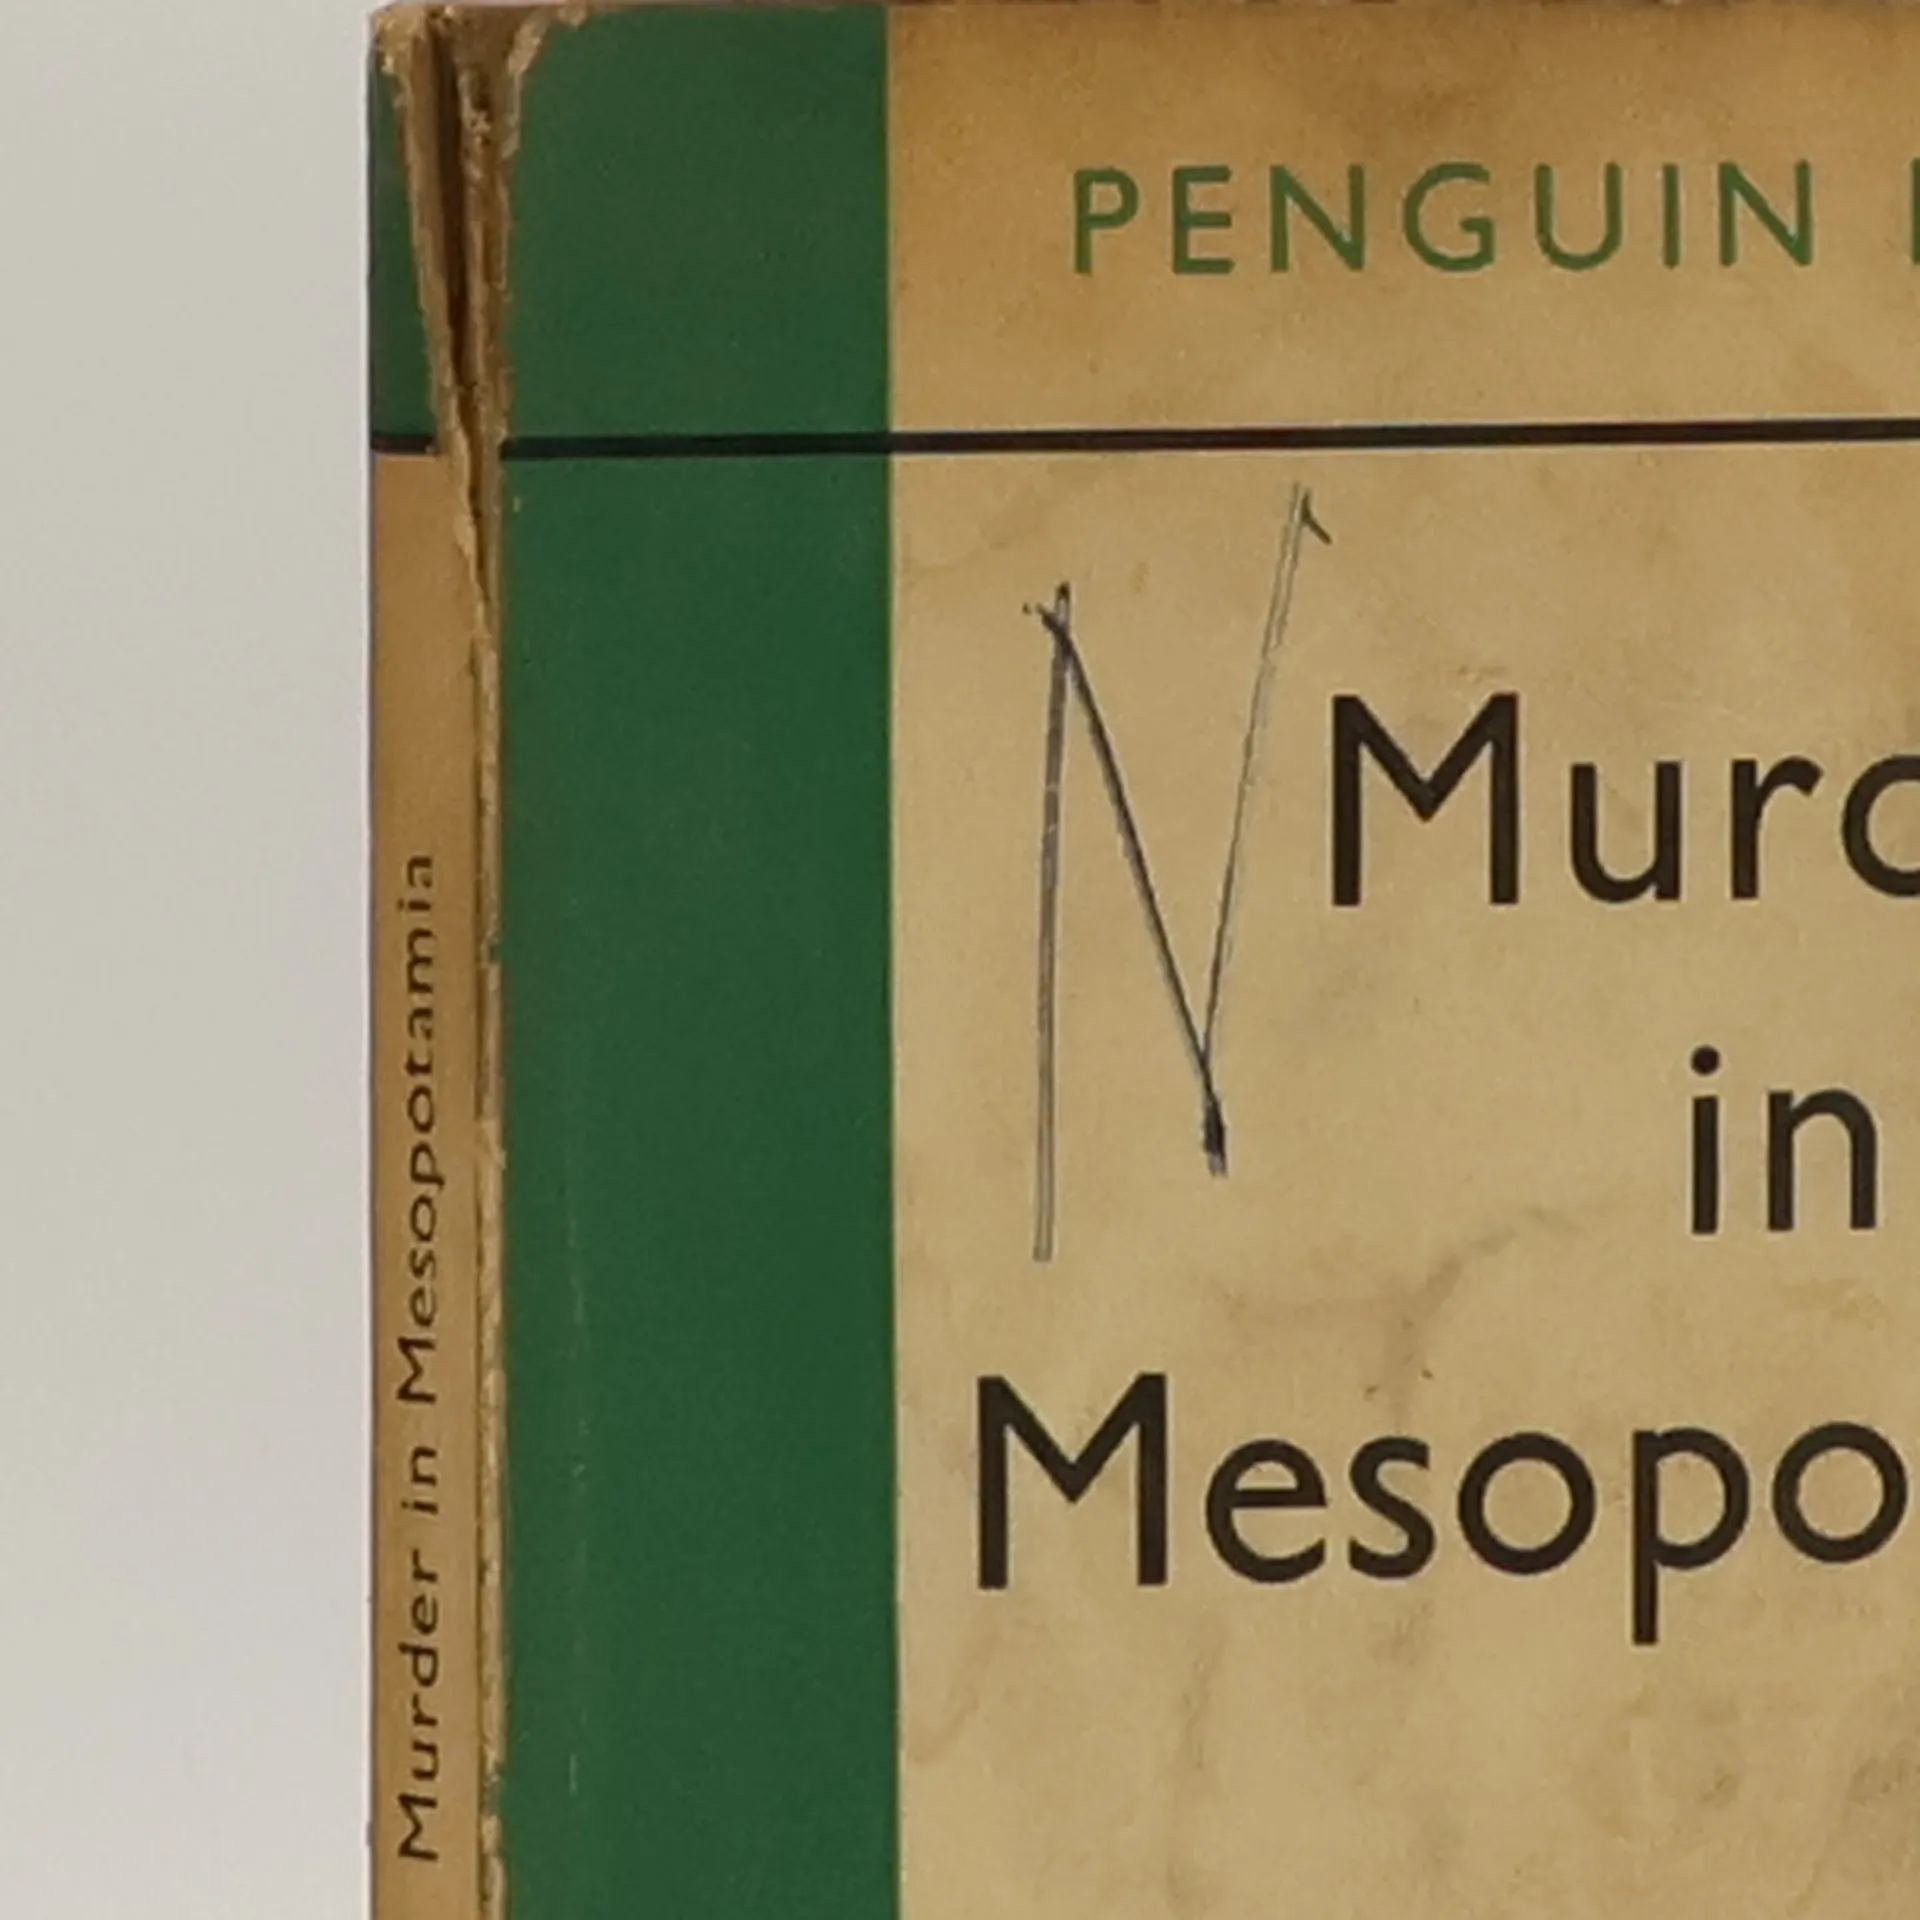 PENGUIN
N
Murd
in
Mesopo
Murder in Mesopotamia